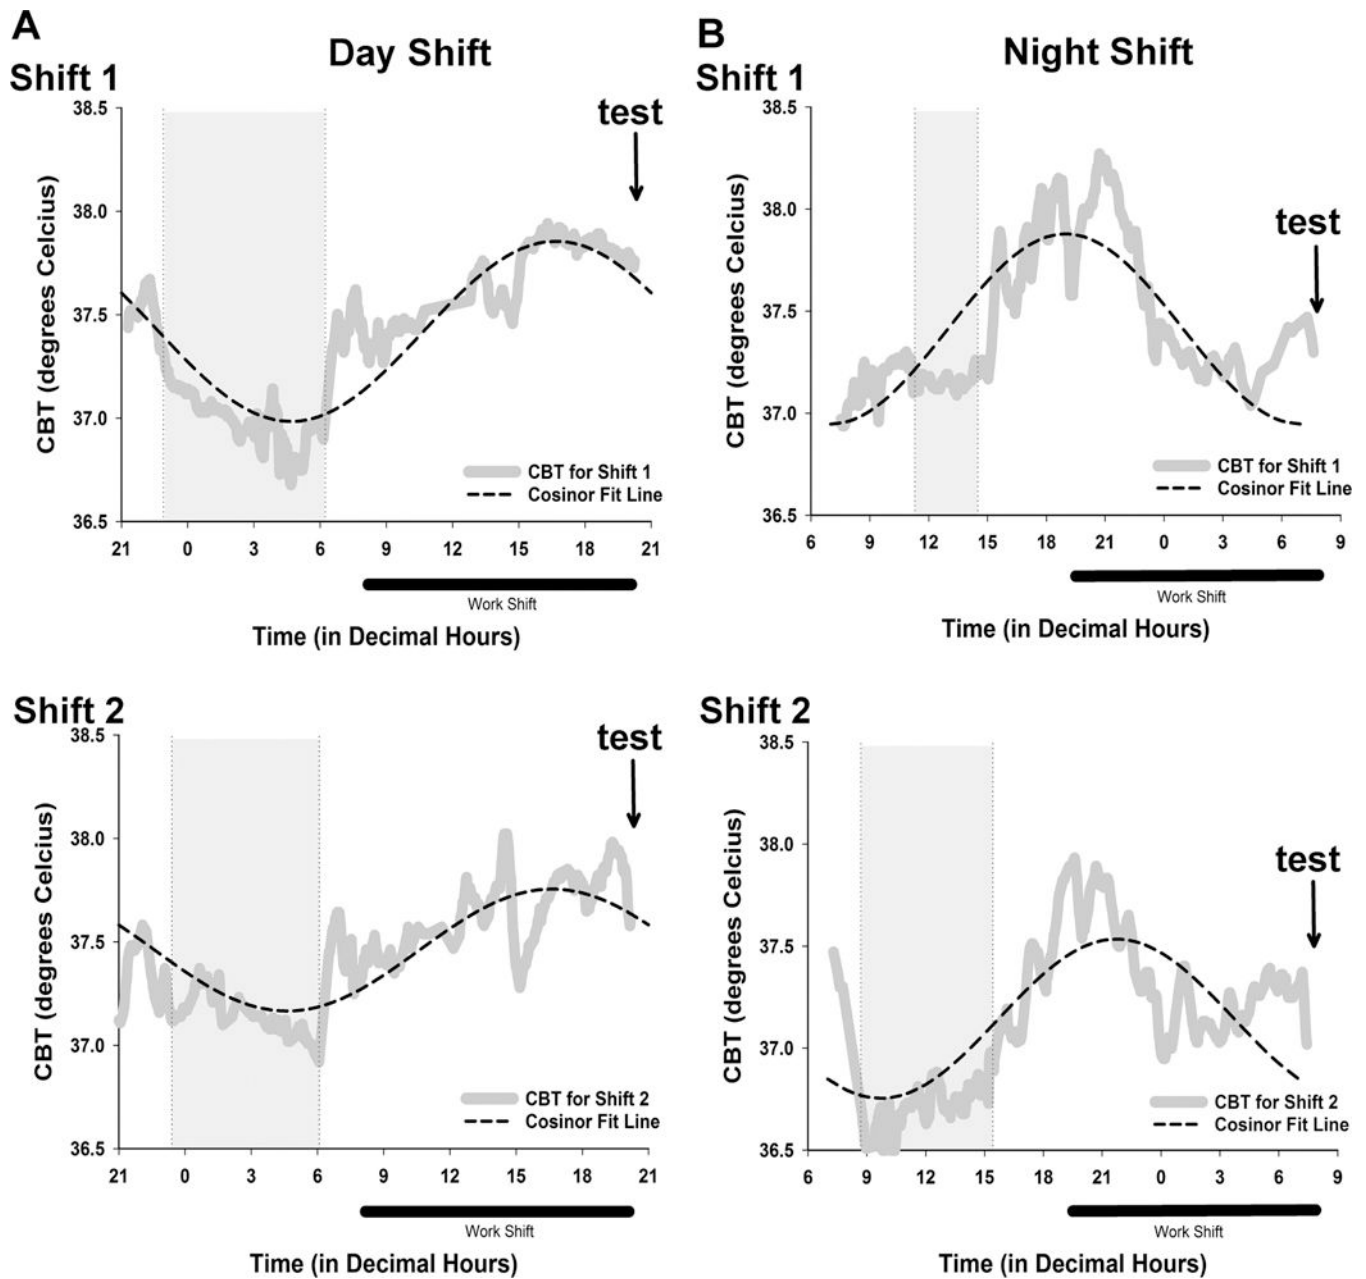 A
Day Shift
Shift 1
38.5
38.0
37.5
37.0
36.5
CBT (degrees Celcius)
test
CBT for Shift 1
Cosinor Fit Line
21 0 3 6 9 12 15 18 21
Work Shift
Time (in Decimal Hours)
B
Night Shift
Shift 1
38.5
38.0
37.5
37.0
36.5
CBT (degrees Celcius)
test
CBT for Shift 1
Cosinor Fit Line
6 9 12 15 18 21 0 3 6 9
Work Shift
Time (in Decimal Hours)
Shift 2
38.5
38.0
37.5
37.0
36.5
CBT (degrees Celcius)
test
CBT for Shift 2
Cosinor Fit Line
21 0 3 6 9 12 15 18 21
Work Shift
Time (in Decimal Hours)
Shift 2
38.5
38.0
37.5
37.0
36.5
CBT (degrees Celcius)
test
CBT for Shift 2
Cosinor Fit Line
6 9 12 15 18 21 0 3 6 9
Work Shift
Time (in Decimal Hours)